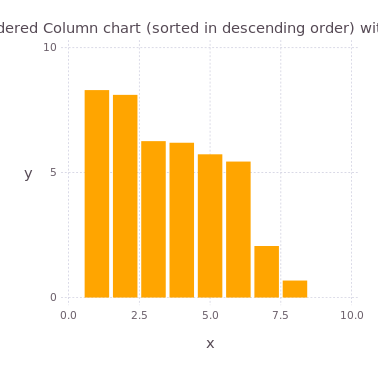 dered Column chart (sorted in descending order) wit
10
y
5
0
0.0 2.5 5.0 7.5 10.0
x